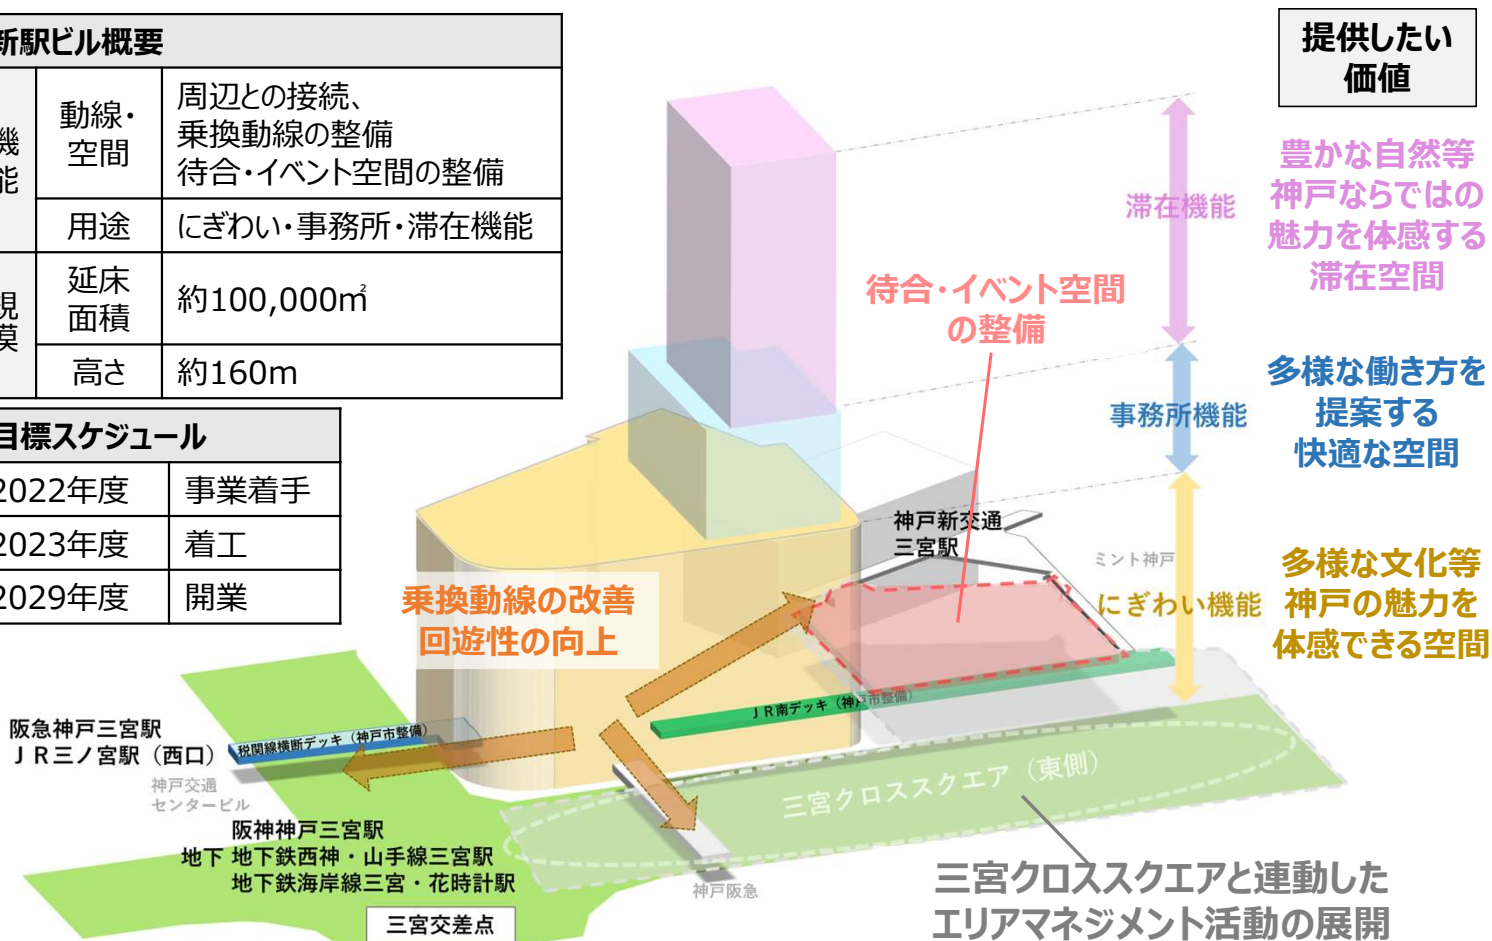 新駅ビル概要
機能
動線・
空間
周辺との接続、
乗換動線の整備
待合・イベント空間の整備
用途
にぎわい・事務所・滞在機能
規模
延床
面積
約100,000㎡
高さ
約160m
目標スケジュール
2022年度
事業着手
2023年度
着工
2029年度
開業
提供したい
価値
豊かな自然等
神戸ならではの
魅力を体感する
滞在空間
滞在機能
多様な働き方を
提案する
快適な空間
事務所機能
多様な文化等
神戸の魅力を
体感できる空間
にぎわい機能
待合・イベント空間
の整備
神戸新交通
三宮駅
ミント神戸
乗換動線の改善
回遊性の向上
JR南デッキ（神戸市整備）
税関線横断デッキ（神戸市整備）
阪急神戸三宮駅
JR三ノ宮駅（西口）
神戸交通
センタービル
阪神神戸三宮駅
地下 地下鉄西神・山手線三宮駅
地下鉄海岸線三宮・花時計駅
三宮交差点
神戸阪急
三宮クロススクエア（東側）
三宮クロススクエアと連動した
エリアマネジメント活動の展開